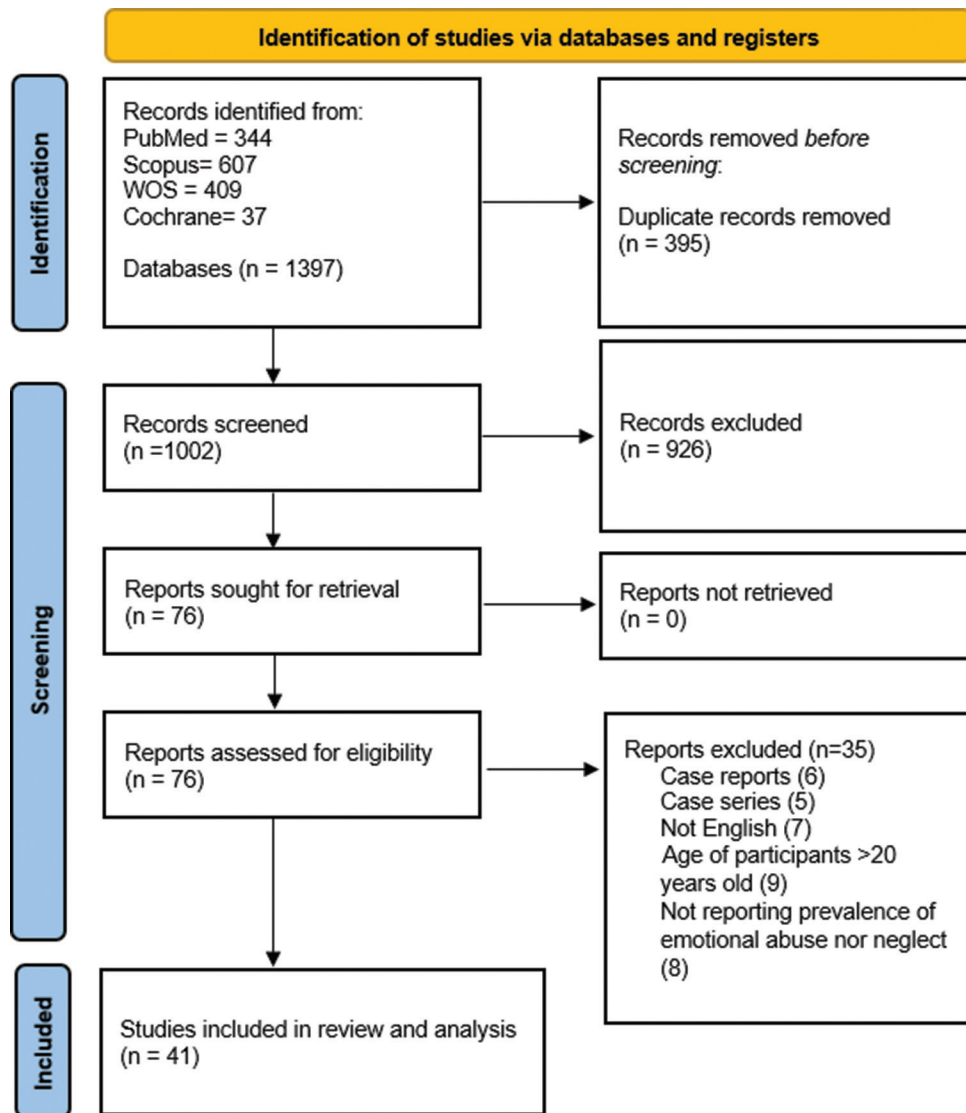 Identification of studies via databases and registers
Identification
Records identified from:
PubMed = 344
Scopus= 607
WOS = 409
Cochrane= 37
Databases (n = 1397)
Records removed before
screening:
Duplicate records removed
(n = 395)
Screening
Records screened
(n =1002)
Records excluded
(n = 926)
Reports sought for retrieval
(n = 76)
Reports not retrieved
(n = 0)
Reports assessed for eligibility
(n = 76)
Reports excluded (n=35)
Case reports (6)
Case series (5)
Not English (7)
Age of participants >20
years old (9)
Not reporting prevalence of
emotional abuse nor neglect
(8)
Included
Studies included in review and analysis
(n = 41)